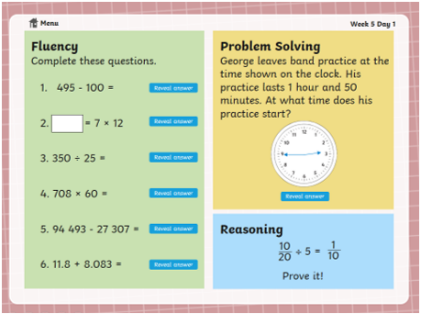 Menu
Week 5 Day 1
Fluency
Complete these questions.
1. 495 - 100 =
Reveal answer
2. = 7 × 12
Reveal answer
3. 350 ÷ 25 =
Reveal answer
4. 708 × 60 =
Reveal answer
5. 94 493 - 27 307 =
Reveal answer
6. 11.8 + 8.083 =
Reveal answer
Problem Solving
George leaves band practice at the
time shown on the clock. His
practice lasts 1 hour and 50
minutes. At what time does his
practice start?
Reveal answer
Reasoning
10/20 ÷ 5 = 1/10
Prove it!